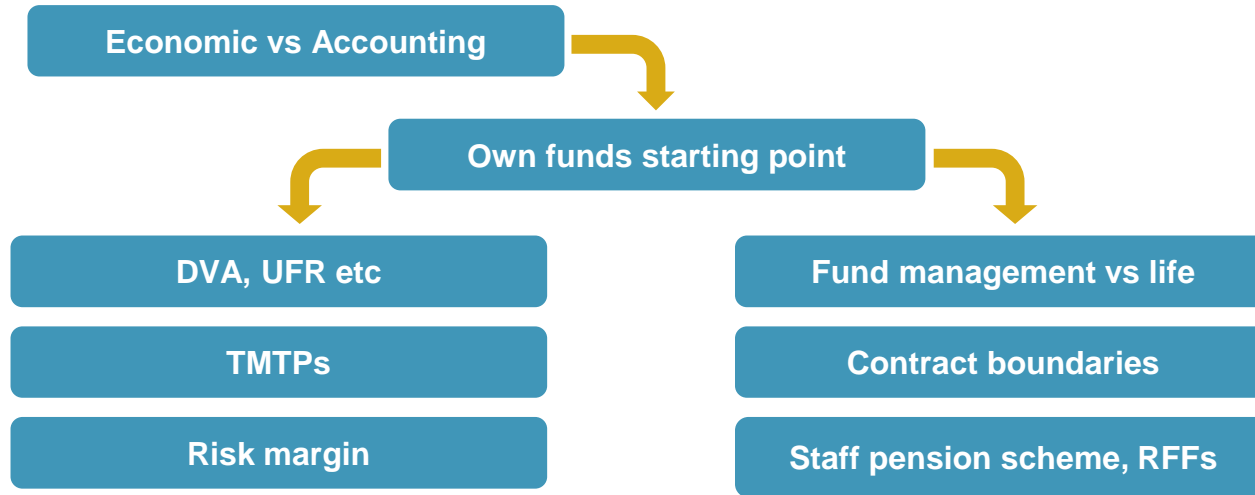 Economic vs Accounting
Own funds starting point
DVA, UFR etc
TMTPs
Risk margin
Fund management vs life
Contract boundaries
Staff pension scheme, RFFs